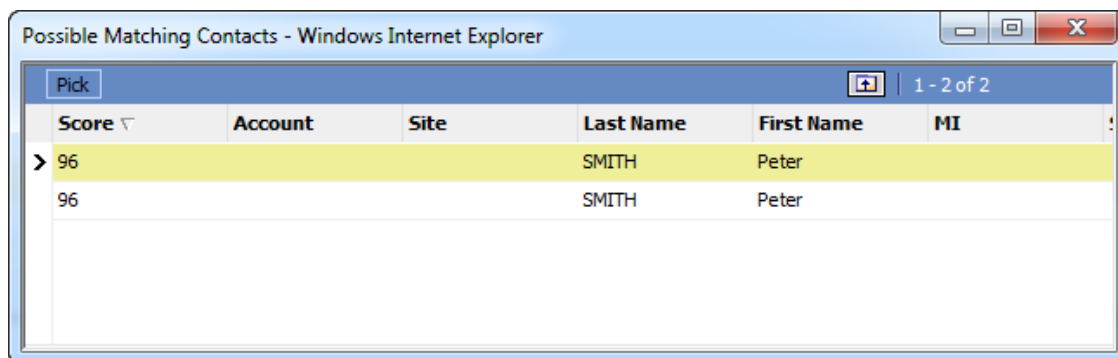 Possible Matching Contacts - Windows Internet Explorer
Pick 1 - 2 of 2
Score Account Site Last Name First Name MI
96 SMITH Peter
96 SMITH Peter